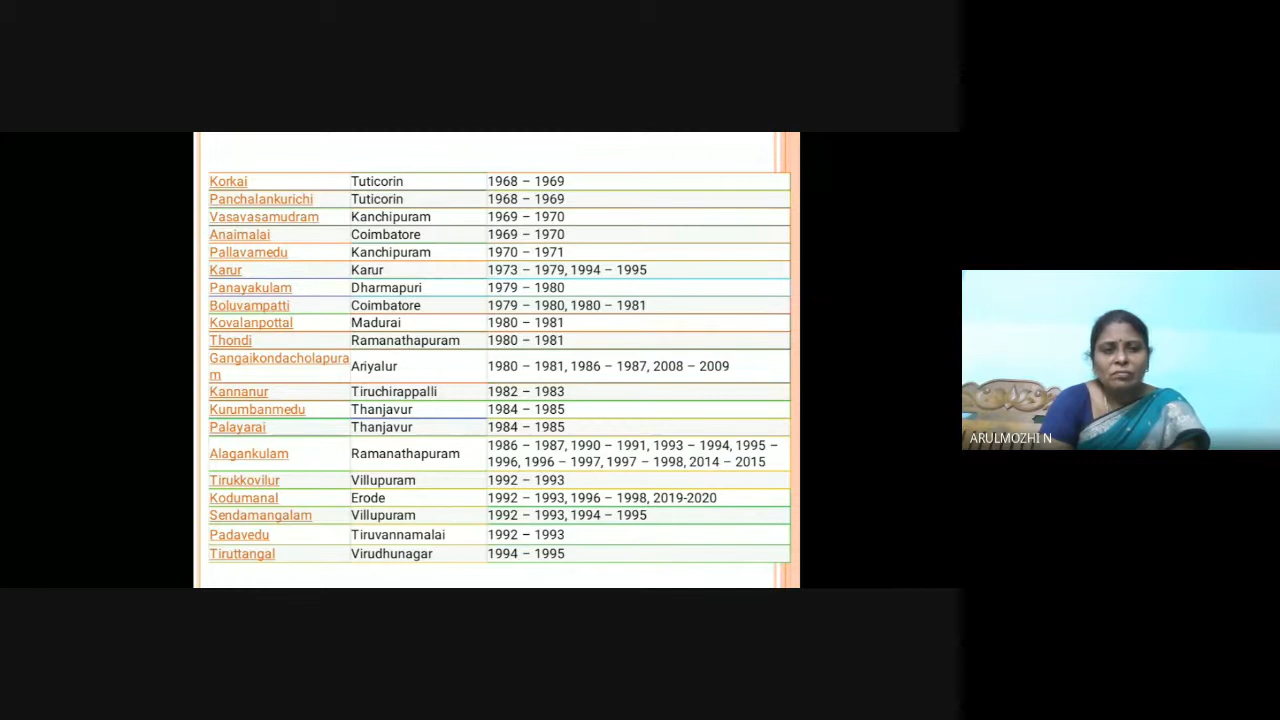 Korkai Tuticorin 1968 – 1969
Panchalankurichi Tuticorin 1968 – 1969
Vasavasamudram Kanchipuram 1969 – 1970
Anaimalai Coimbatore 1969 – 1970
Pallavamedu Kanchipuram 1970 – 1971
Karur Karur 1973 – 1979, 1994 – 1995
Panayakulam Dharmapuri 1979 – 1980
Boluvampatti Coimbatore 1979 – 1980, 1980 – 1981
Kovalanpottal Madurai 1980 – 1981
Thondi Ramanathapuram 1980 – 1981
Gangaikondacholapura
m Ariyalur 1980 – 1981, 1986 – 1987, 2008 – 2009
Kannanur Tiruchirappalli 1982 – 1983
Kurumbanmedu Thanjavur 1984 – 1985
Palayarai Thanjavur 1984 – 1985
Alagankulam Ramanathapuram 1986 – 1987, 1990 – 1991, 1993 – 1994, 1995 –
1996, 1996 – 1997, 1997 – 1998, 2014 – 2015
Tirukkovilur Villupuram 1992 – 1993
Kodumanal Erode 1992 – 1993, 1996 – 1998, 2019-2020
Sendamangalam Villupuram 1992 – 1993, 1994 – 1995
Padavedu Tiruvannamalai 1992 – 1993
Tiruttangal Virudhunagar 1994 – 1995
ARULMOZHI N